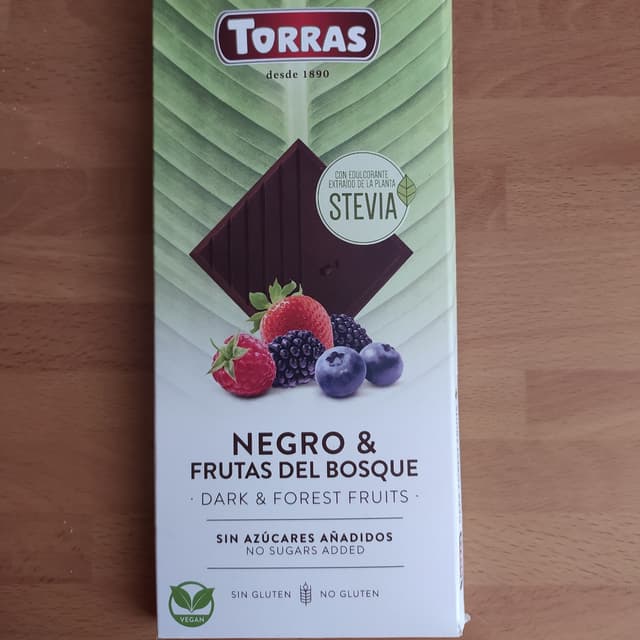 TORRAS
desde 1890
CON EDULCORANTE
EXTRAÍDO DE LA PLANTA
STEVIA
NEGRO &
FRUTAS DEL BOSQUE
· DARK & FOREST FRUITS ·
SIN AZÚCARES AÑADIDOS
NO SUGARS ADDED
SIN GLUTEN NO GLUTEN
VEGAN